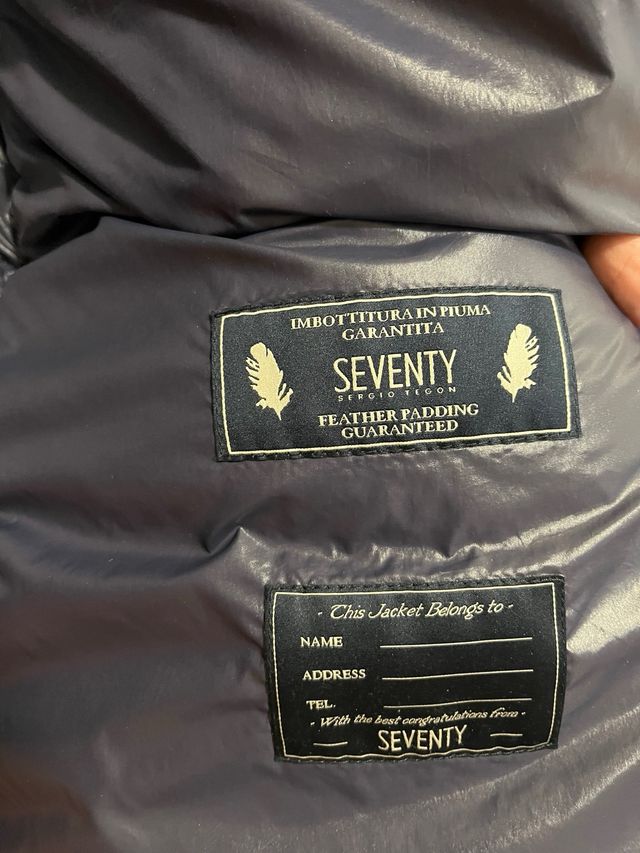 IMBOTTITURA IN PIUMA
GARANTITA
SEVENTY
SERGIO TEGON
FEATHER PADDING
GUARANTEED
- This Jacket Belongs to -
NAME
ADDRESS
TEL.
- With the best congratulations from -
SEVENTY